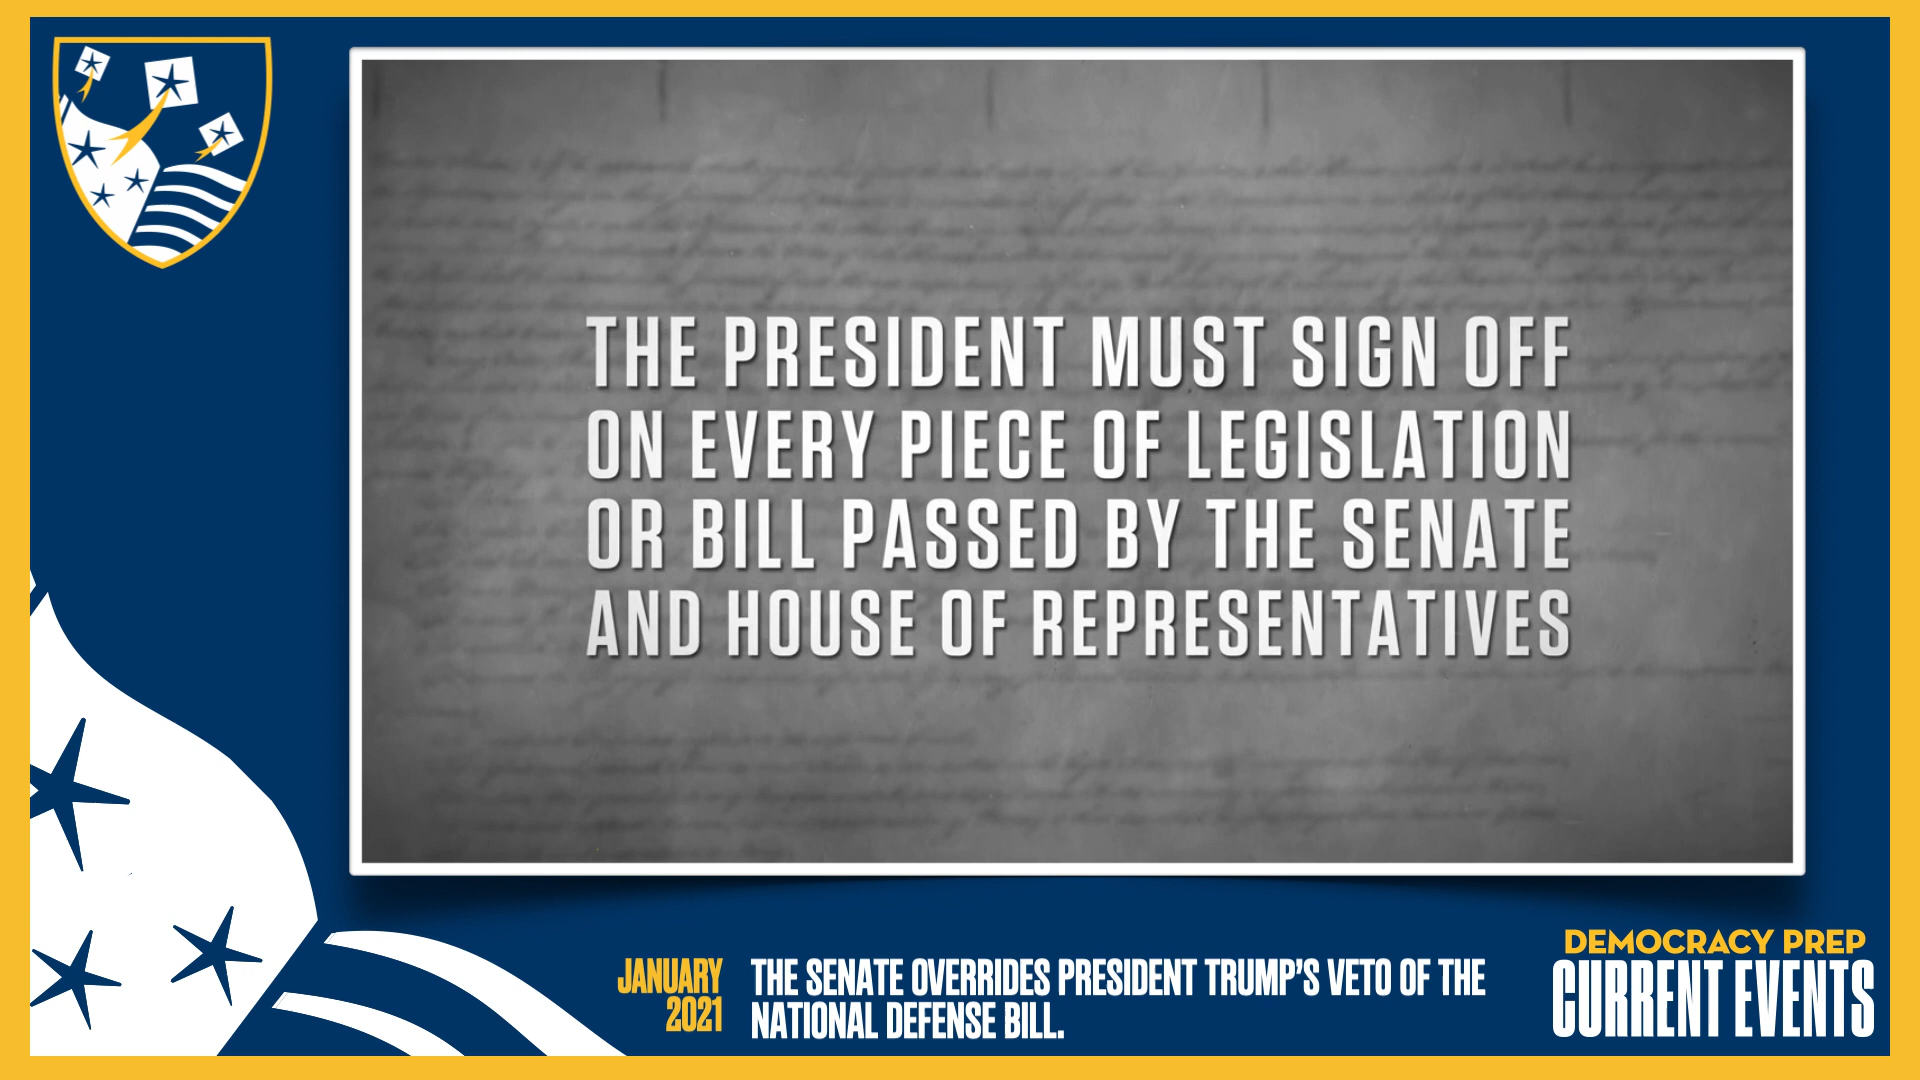 THE PRESIDENT MUST SIGN OFF
ON EVERY PIECE OF LEGISLATION
OR BILL PASSED BY THE SENATE
AND HOUSE OF REPRESENTATIVES
JANUARY
2021
THE SENATE OVERRIDES PRESIDENT TRUMP’S VETO OF THE
NATIONAL DEFENSE BILL.
DEMOCRACY PREP
CURRENT EVENTS